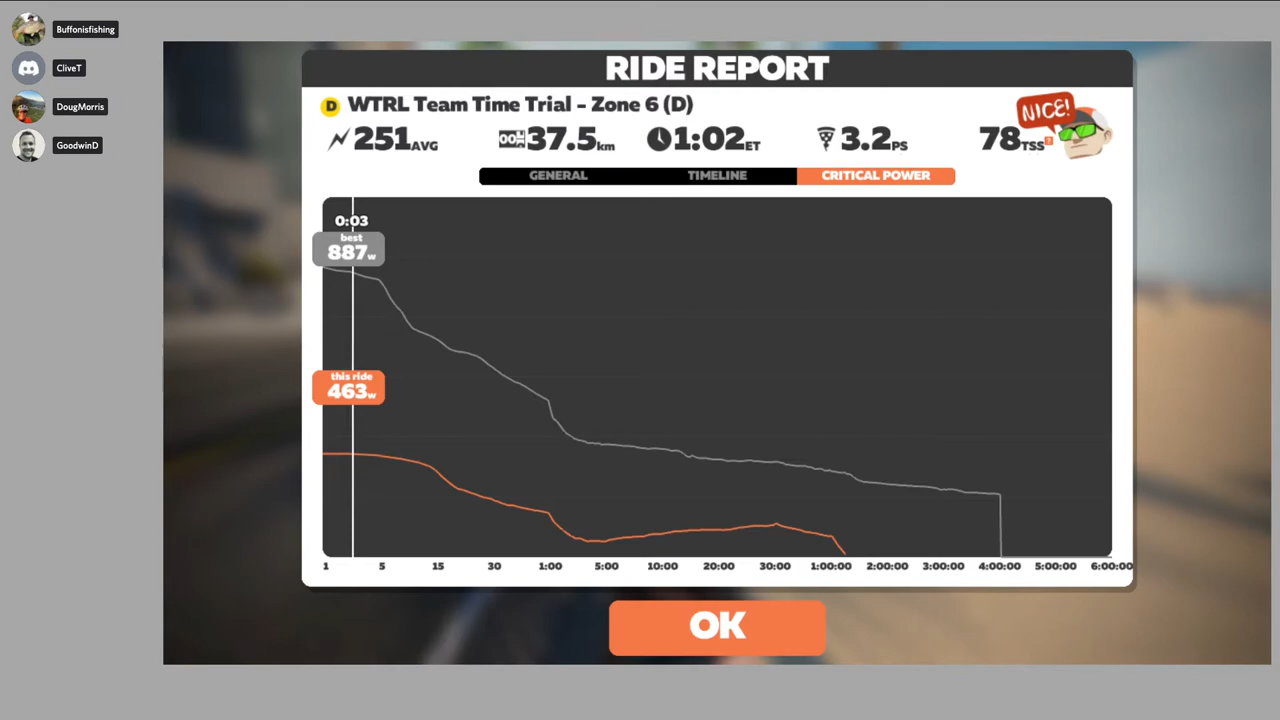 Buffonisfishing
CliveT
DougMorris
GoodwinD
RIDE REPORT
D WTRL Team Time Trial - Zone 6 (D)
251AVG 37.5km 1:02ET 3.2PS 78TSS
NICE!
GENERAL TIMELINE CRITICAL POWER
0:03
best
887w
this ride
463w
1 5 15 30 1:00 5:00 10:00 20:00 30:00 1:00:00 2:00:00 3:00:00 4:00:00 5:00:00 6:00:00
OK